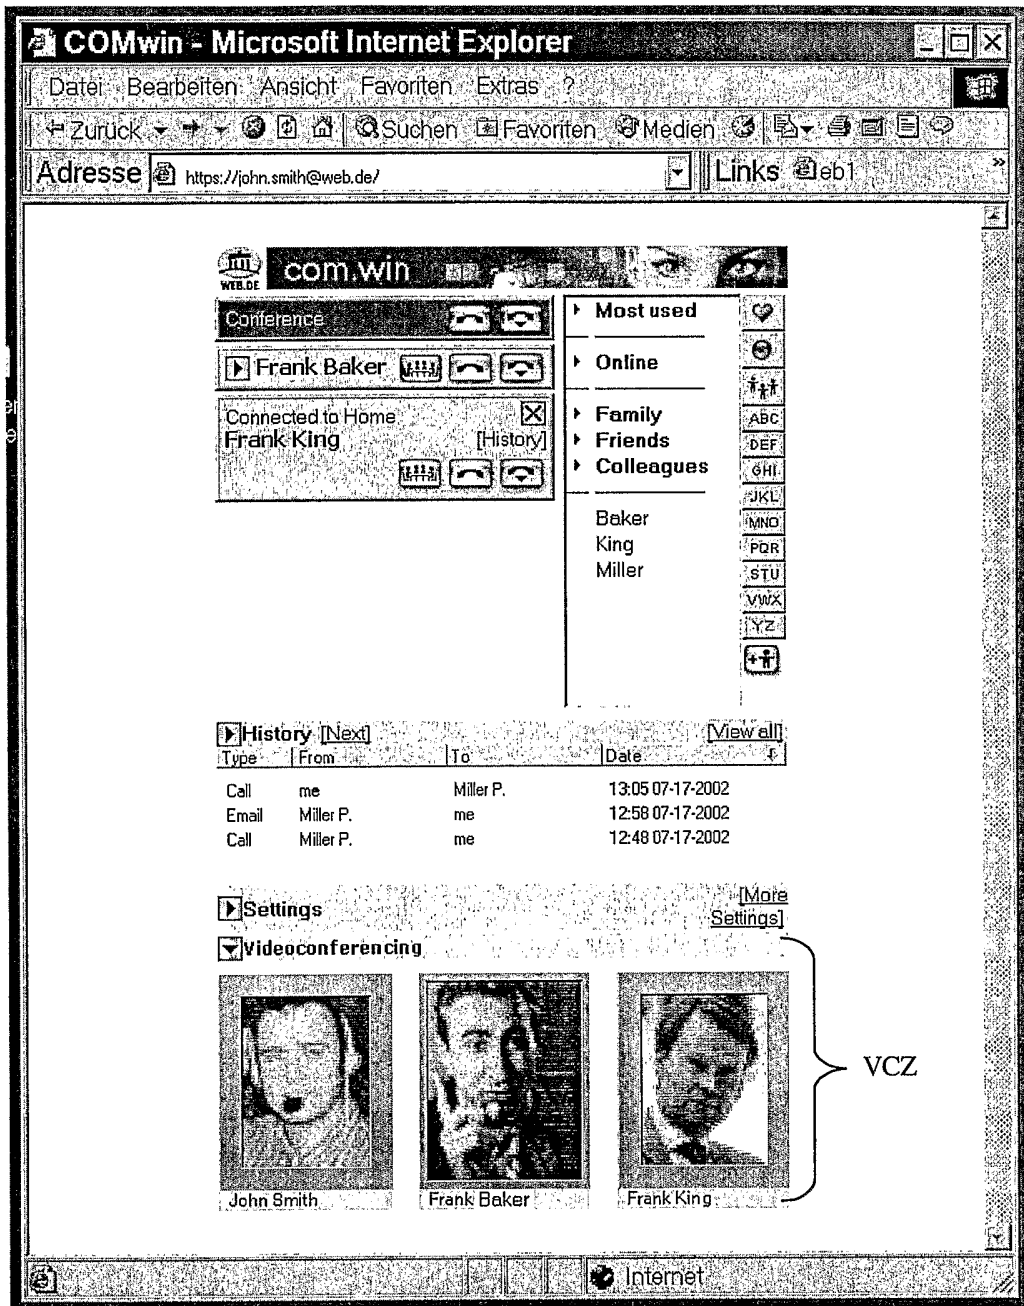 COMwin - Microsoft Internet Explorer
Datei Bearbeiten Ansicht Favoriten Extras ?
Zurück Suchen Favoriten Medien
Adresse https://john.smith@web.de/ Links eb1 »
WEB.DE com.win
Conference
Frank Baker
Connected to Home
Frank King [History]
Most used
Online
Family
Friends
Colleagues
Baker
King
Miller
ABC
DEF
GHI
JKL
MNO
PQR
STU
VWX
YZ
History [Next] [View all]
Type From To Date
Call me Miller P. 13:05 07-17-2002
Email Miller P. me 12:58 07-17-2002
Call Miller P. me 12:48 07-17-2002
Settings [More
Settings]
Videoconferencing
VCZ
John Smith Frank Baker Frank King
Internet